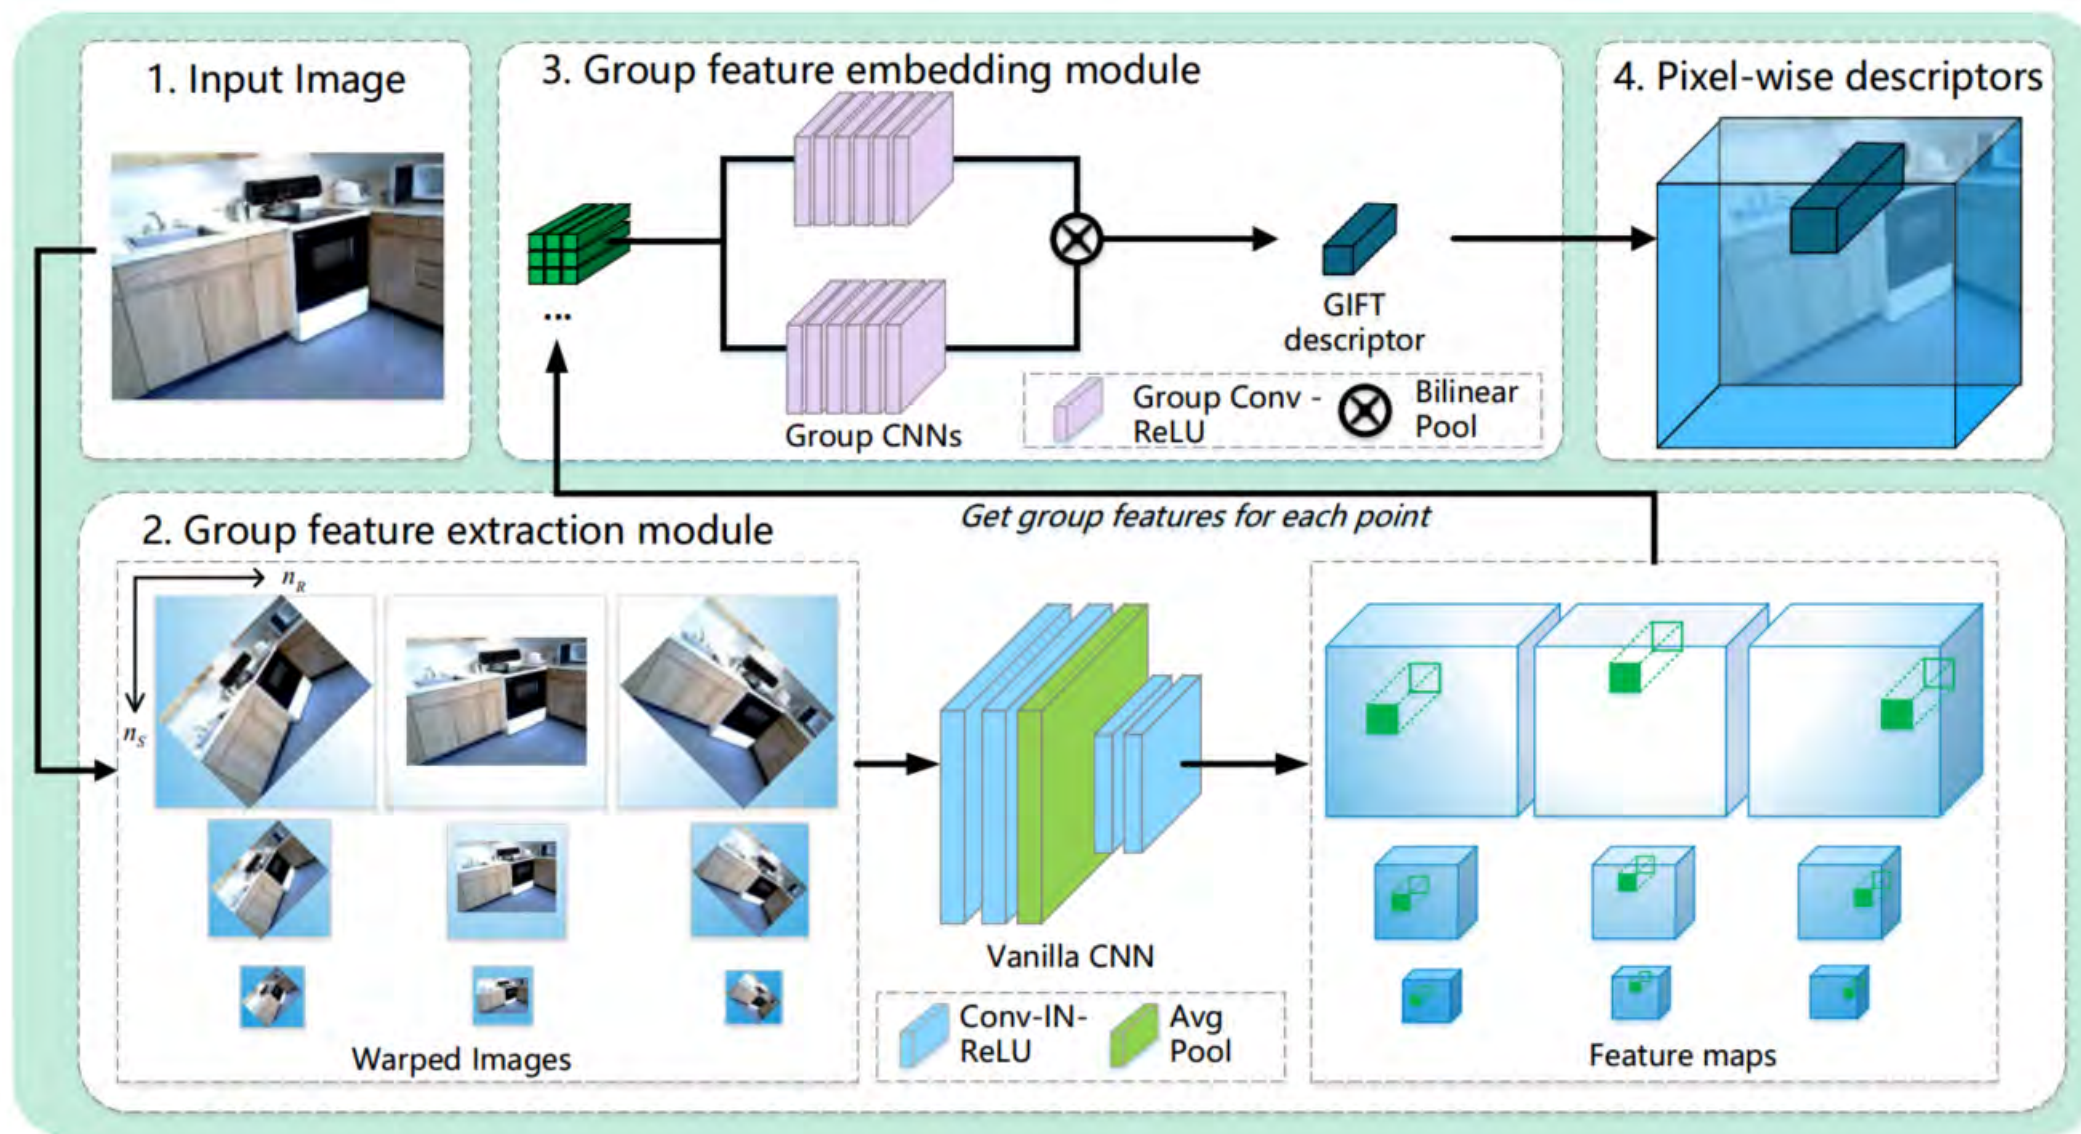 1. Input Image
3. Group feature embedding module
...
Group CNNs
GIFT
descriptor
Group Conv -
ReLU
Bilinear
Pool
4. Pixel-wise descriptors
2. Group feature extraction module
Get group features for each point
n_R
n_S
Warped Images
Vanilla CNN
Conv-IN-
ReLU
Avg
Pool
Feature maps